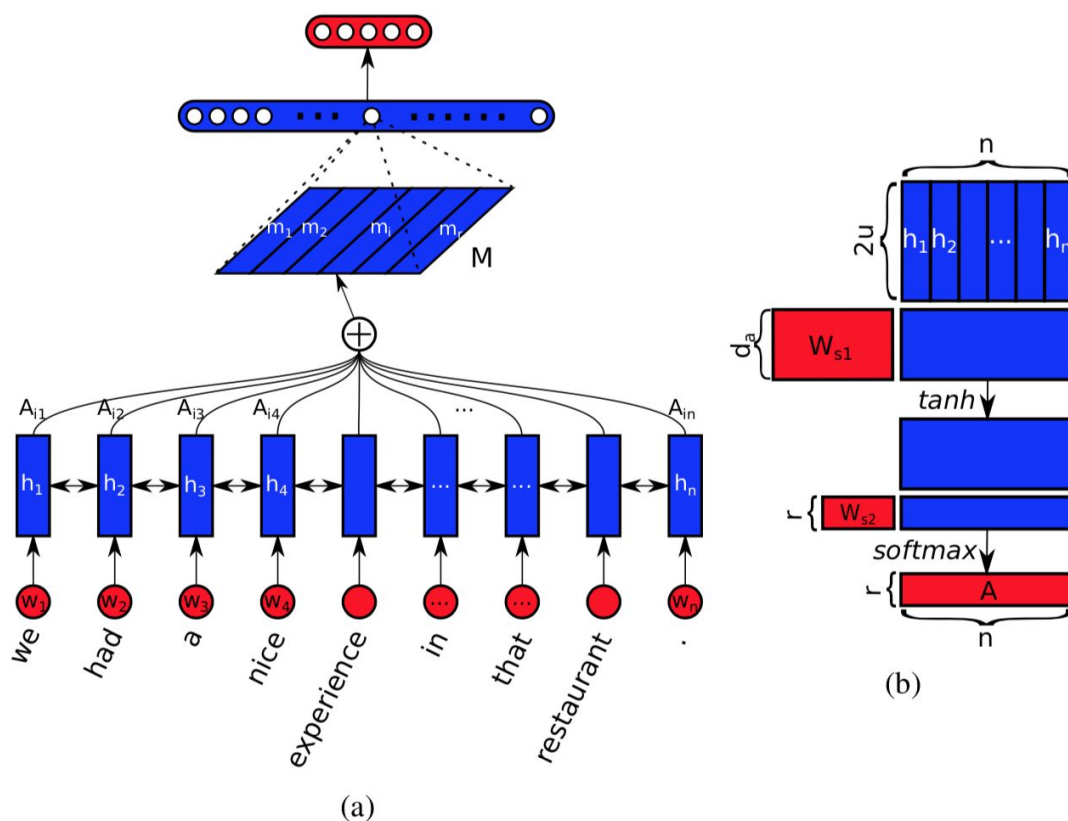 m₁ m₂ mᵢ mᵣ
M
Aᵢ₁ Aᵢ₂ Aᵢ₃ Aᵢ₄ ... Aᵢₙ
h₁ h₂ h₃ h₄ ... ... hₙ
w₁ w₂ w₃ w₄ ... ... wₙ
we had a nice experience in that restaurant .
(a)
n
2u
h₁ h₂ ... hₙ
dₐ
Wₛ₁
tanh
r
Wₛ₂
softmax
r
A
n
(b)